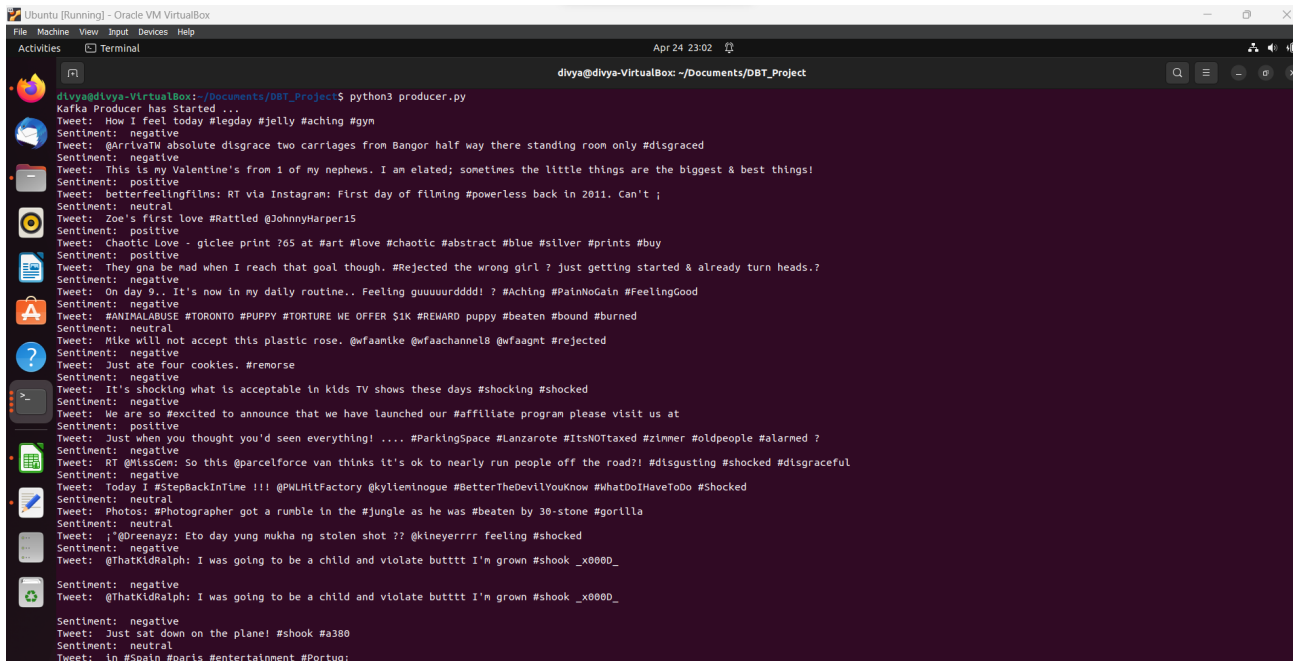 Ubuntu [Running] - Oracle VM VirtualBox
File Machine View Input Devices Help
Activities Terminal Apr 24 23:02
divya@divya-VirtualBox: ~/Documents/DBT_Project
divya@divya-VirtualBox:~/Documents/DBT_Project$ python3 producer.py
Kafka Producer has Started ...
Tweet:  How I feel today #legday #jelly #aching #gym
Sentiment:  negative
Tweet:  @ArrivaTW absolute disgrace two carriages from Bangor half way there standing room only #disgraced
Sentiment:  negative
Tweet:  This is my Valentine's from 1 of my nephews. I am elated; sometimes the little things are the biggest & best things!
Sentiment:  positive
Tweet:  betterfeelingfilms: RT via Instagram: First day of filming #powerless back in 2011. Can't ¡
Sentiment:  neutral
Tweet:  Zoe's first love #Rattled @JohnnyHarper15
Sentiment:  positive
Tweet:  Chaotic Love - giclee print ?65 at #art #love #chaotic #abstract #blue #silver #prints #buy
Sentiment:  positive
Tweet:  They gna be mad when I reach that goal though. #Rejected the wrong girl ? just getting started & already turn heads.?
Sentiment:  negative
Tweet:  On day 9.. It's now in my daily routine.. Feeling guuuurdddd! ? #Aching #PainNoGain #FeelingGood
Sentiment:  negative
Tweet:  #ANIMALABUSE #TORONTO #PUPPY #TORTURE WE OFFER $1K #REWARD puppy #beaten #bound #burned
Sentiment:  neutral
Tweet:  Mike will not accept this plastic rose. @wfaamike @wfaachannel8 @wfaagmt #rejected
Sentiment:  negative
Tweet:  Just ate four cookies. #remorse
Sentiment:  negative
Tweet:  It's shocking what is acceptable in kids TV shows these days #shocking #shocked
Sentiment:  negative
Tweet:  We are so #excited to announce that we have launched our #affiliate program please visit us at
Sentiment:  positive
Tweet:  Just when you thought you'd seen everything! .... #ParkingSpace #Lanzarote #ItsNOTtaxed #zimmer #oldpeople #alarmed ?
Sentiment:  negative
Tweet:  RT @MissGem: So this @parcelforce van thinks it's ok to nearly run people off the road?! #disgusting #shocked #disgraceful
Sentiment:  negative
Tweet:  Today I #StepBackInTime !!! @PWLHitFactory @kylieminogue #BetterTheDevilYouKnow #WhatDoIHaveToDo #Shocked
Sentiment:  neutral
Tweet:  Photos: #Photographer got a rumble in the #jungle as he was #beaten by 30-stone #gorilla
Sentiment:  neutral
Tweet:  ¡°@Dreenayz: Eto day yung mukha ng stolen shot ?? @kineyerrrr feeling #shocked
Sentiment:  negative
Tweet:  @ThatKidRalph: I was going to be a child and violate butttt I'm grown #shook _x000D_
Sentiment:  negative
Tweet:  @ThatKidRalph: I was going to be a child and violate butttt I'm grown #shook _x000D_
Sentiment:  negative
Tweet:  Just sat down on the plane! #shook #a380
Sentiment:  neutral
Tweet:  in #Spain #paris #entertainment #Portug: